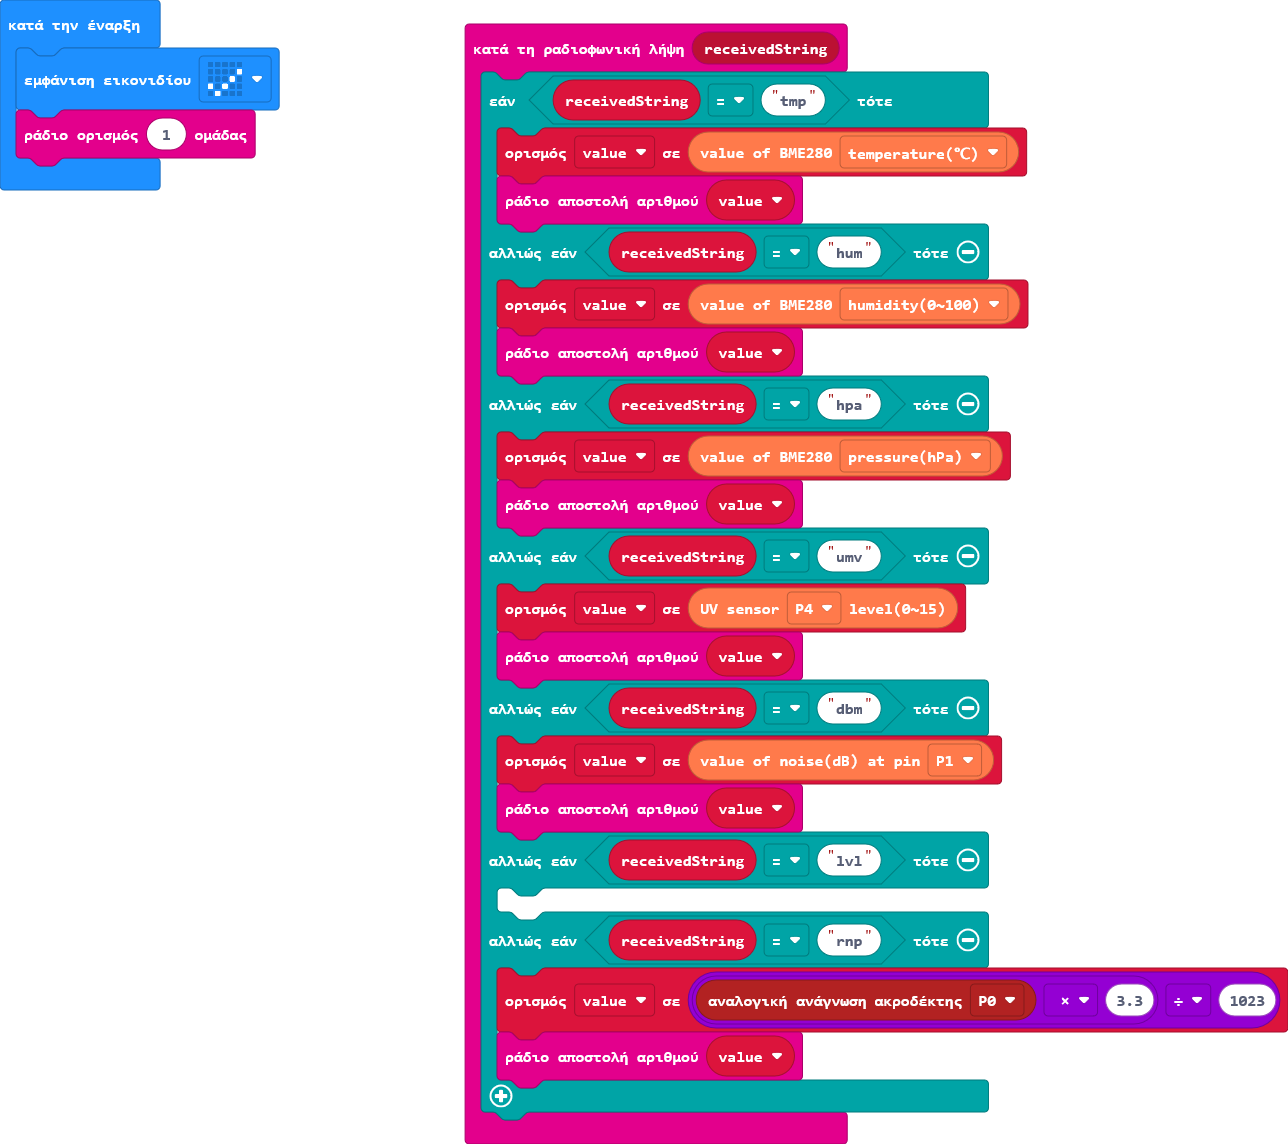 κατά την έναρξη
εμφάνιση εικονιδίου
ράδιο ορισμός 1 ομάδας
κατά τη ραδιοφωνική λήψη receivedString
εάν receivedString = "tmp" τότε
ορισμός value σε value of BME280 temperature(℃)
ράδιο αποστολή αριθμού value
αλλιώς εάν receivedString = "hum" τότε
ορισμός value σε value of BME280 humidity(0~100)
ράδιο αποστολή αριθμού value
αλλιώς εάν receivedString = "hpa" τότε
ορισμός value σε value of BME280 pressure(hPa)
ράδιο αποστολή αριθμού value
αλλιώς εάν receivedString = "umv" τότε
ορισμός value σε UV sensor P4 level(0~15)
ράδιο αποστολή αριθμού value
αλλιώς εάν receivedString = "dbm" τότε
ορισμός value σε value of noise(dB) at pin P1
ράδιο αποστολή αριθμού value
αλλιώς εάν receivedString = "lvl" τότε
αλλιώς εάν receivedString = "rnp" τότε
ορισμός value σε αναλογική ανάγνωση ακροδέκτης P0 × 3.3 ÷ 1023
ράδιο αποστολή αριθμού value